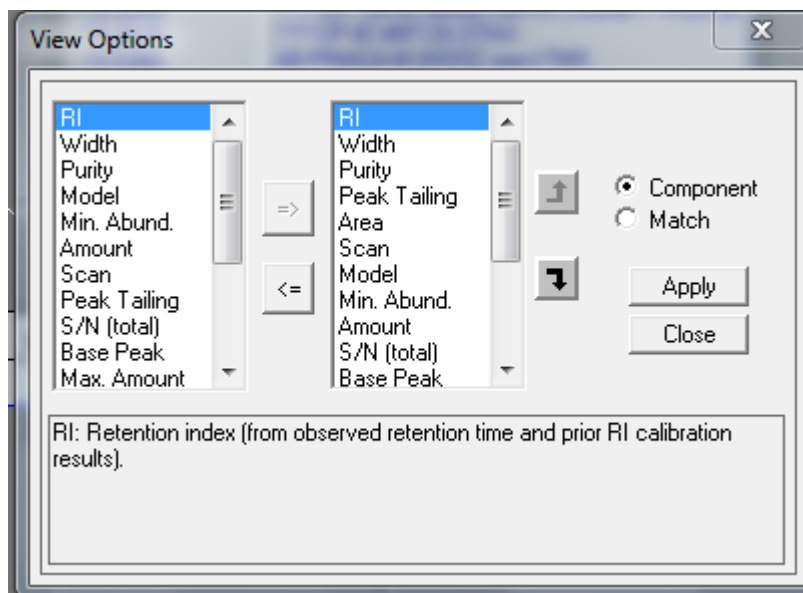 View Options
RI
Width
Purity
Model
Min. Abund.
Amount
Scan
Peak Tailing
S/N (total)
Base Peak
Max. Amount
=>
<=
RI
Width
Purity
Peak Tailing
Area
Scan
Model
Min. Abund.
Amount
S/N (total)
Base Peak
Component
Match
Apply
Close
RI: Retention index (from observed retention time and prior RI calibration
results).